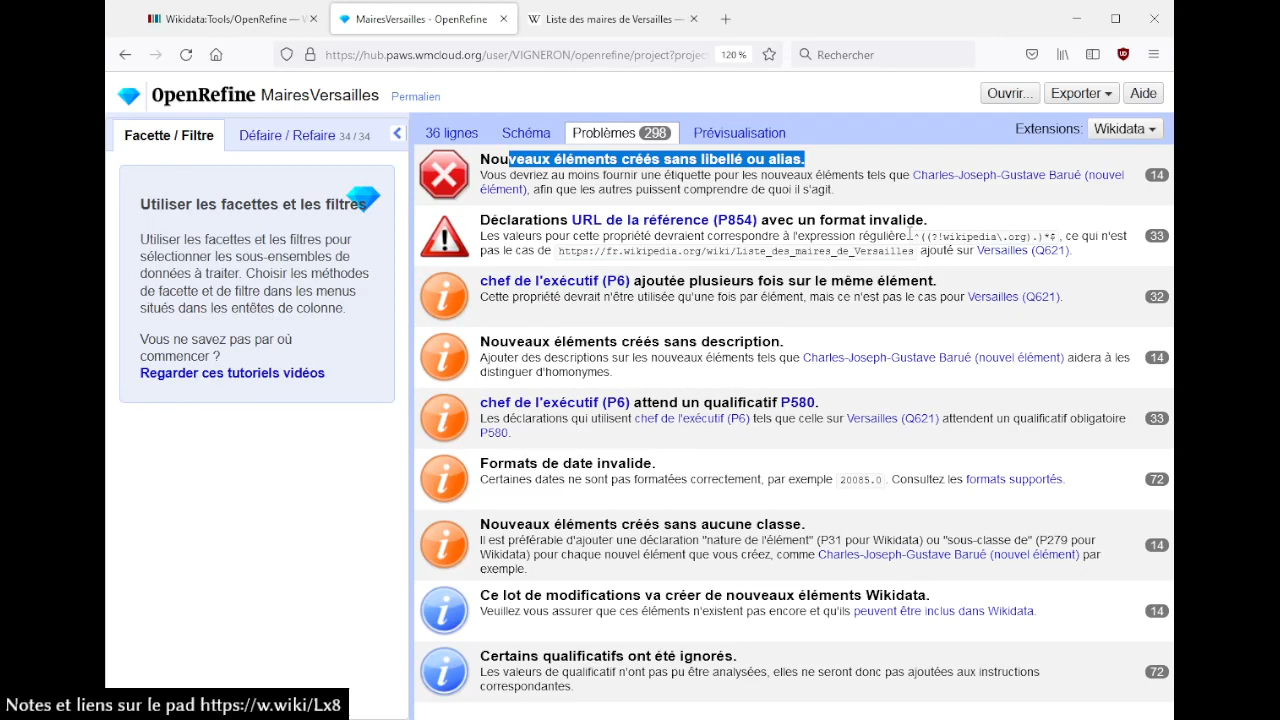 Wikidata:Tools/OpenRefine — W
MairesVersailles - OpenRefine
Liste des maires de Versailles —
https://hub.paws.wmcloud.org/user/VIGNERON/openrefine/project?projec
120 %
Rechercher
OpenRefine MairesVersailles Permalien
Ouvrir...
Exporter
Aide
Facette / Filtre
Défaire / Refaire 34 / 34
36 lignes
Schéma
Problèmes 298
Prévisualisation
Extensions:
Wikidata
Utiliser les facettes et les filtres
Utiliser les facettes et les filtres pour
sélectionner les sous-ensembles de
données à traiter. Choisir les méthodes
de facette et de filtre dans les menus
situés dans les entêtes de colonne.
Vous ne savez pas par où
commencer ?
Regarder ces tutoriels vidéos
Nouveaux éléments créés sans libellé ou alias.
Vous devriez au moins fournir une étiquette pour les nouveaux éléments tels que Charles-Joseph-Gustave Barué (nouvel
élément), afin que les autres puissent comprendre de quoi il s'agit.
14
Déclarations URL de la référence (P854) avec un format invalide.
Les valeurs pour cette propriété devraient correspondre à l'expression régulière ^((?!wikipedia\.org).)*$, ce qui n'est
pas le cas de https://fr.wikipedia.org/wiki/Liste_des_maires_de_Versailles ajouté sur Versailles (Q621).
33
chef de l'exécutif (P6) ajoutée plusieurs fois sur le même élément.
Cette propriété devrait n'être utilisée qu'une fois par élément, mais ce n'est pas le cas pour Versailles (Q621).
32
Nouveaux éléments créés sans description.
Ajouter des descriptions sur les nouveaux éléments tels que Charles-Joseph-Gustave Barué (nouvel élément) aidera à les
distinguer d'homonymes.
14
chef de l'exécutif (P6) attend un qualificatif P580.
Les déclarations qui utilisent chef de l'exécutif (P6) tels que celle sur Versailles (Q621) attendent un qualificatif obligatoire
P580.
33
Formats de date invalide.
Certaines dates ne sont pas formatées correctement, par exemple 20085.0. Consultez les formats supportés.
72
Nouveaux éléments créés sans aucune classe.
Il est préférable d'ajouter une déclaration "nature de l'élément" (P31 pour Wikidata) ou "sous-classe de" (P279 pour
Wikidata) pour chaque nouvel élément que vous créez, comme Charles-Joseph-Gustave Barué (nouvel élément) par
exemple.
14
Ce lot de modifications va créer de nouveaux éléments Wikidata.
Veuillez vous assurer que ces éléments n'existent pas encore et qu'ils peuvent être inclus dans Wikidata.
14
Certains qualificatifs ont été ignorés.
Les valeurs de qualificatif n'ont pas pu être analysées, elles ne seront donc pas ajoutées aux instructions
correspondantes.
72
Notes et liens sur le pad https://w.wiki/Lx8